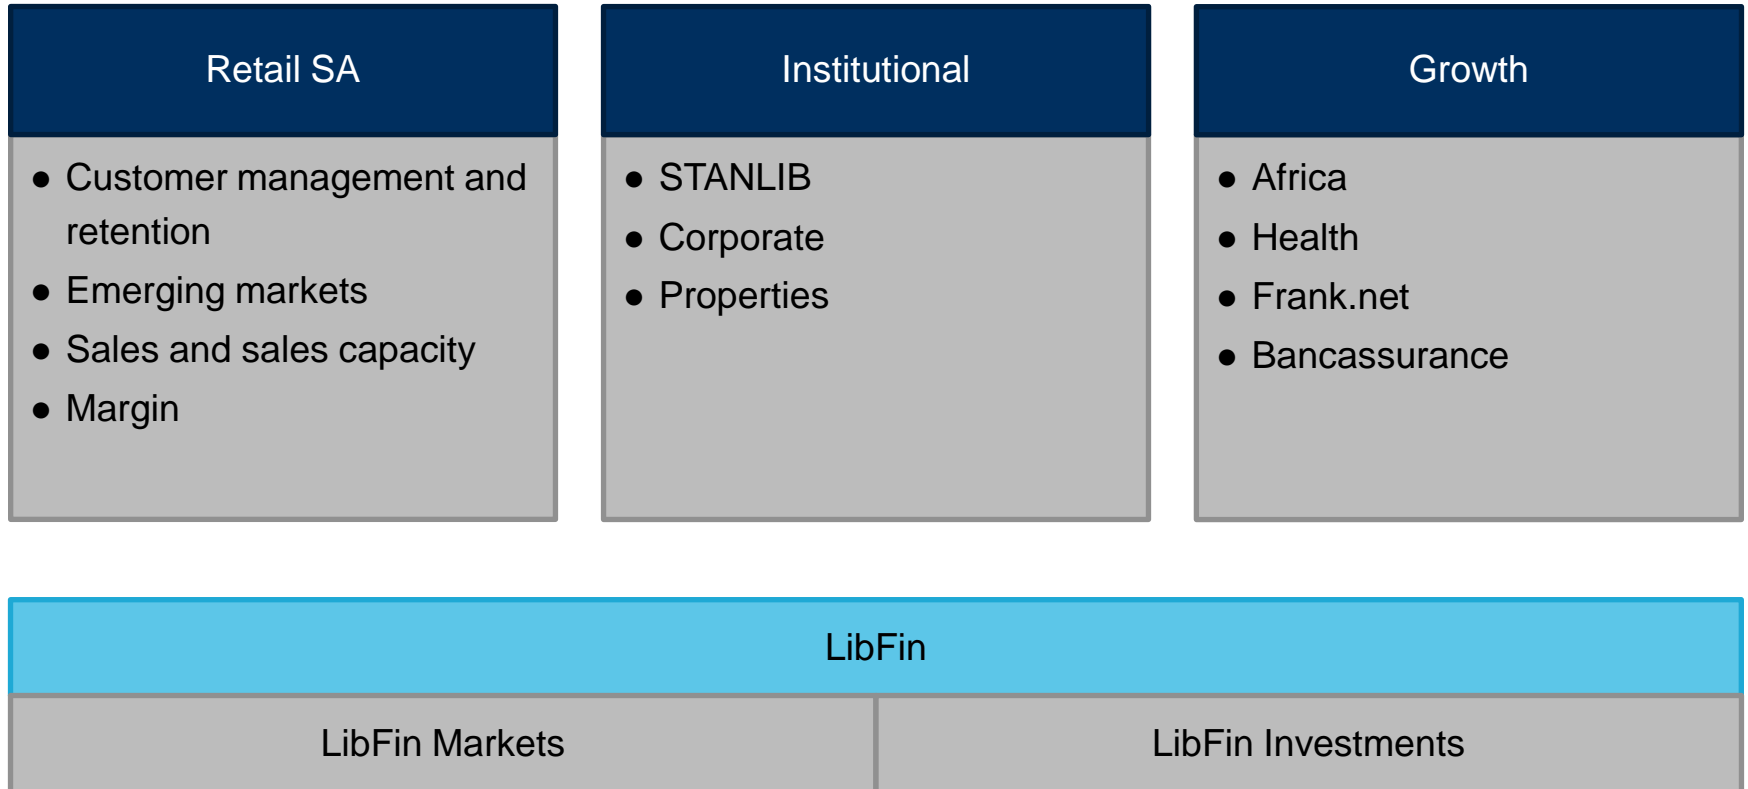 Retail SA
● Customer management and
retention
● Emerging markets
● Sales and sales capacity
● Margin
Institutional
● STANLIB
● Corporate
● Properties
Growth
● Africa
● Health
● Frank.net
● Bancassurance
LibFin
LibFin Markets
LibFin Investments